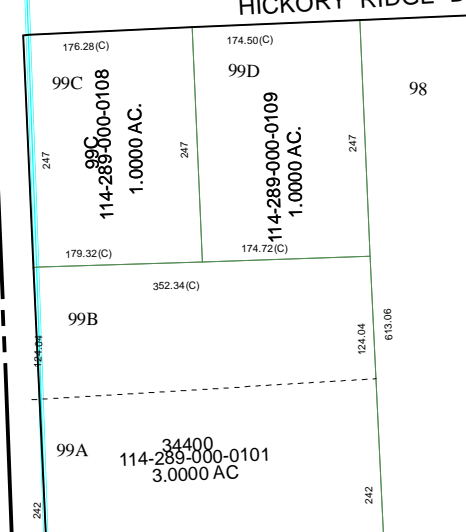 HICKORY RIDGE
176.28(C)
174.50(C)
99C
99D
98
99C
114-289-000-0108
1.0000 AC.
114-289-000-0109
1.0000 AC.
247
247
247
179.32(C)
174.72(C)
352.34(C)
99B
124.04
124.04
613.06
99A
34400
114-289-000-0101
3.0000 AC
242
242